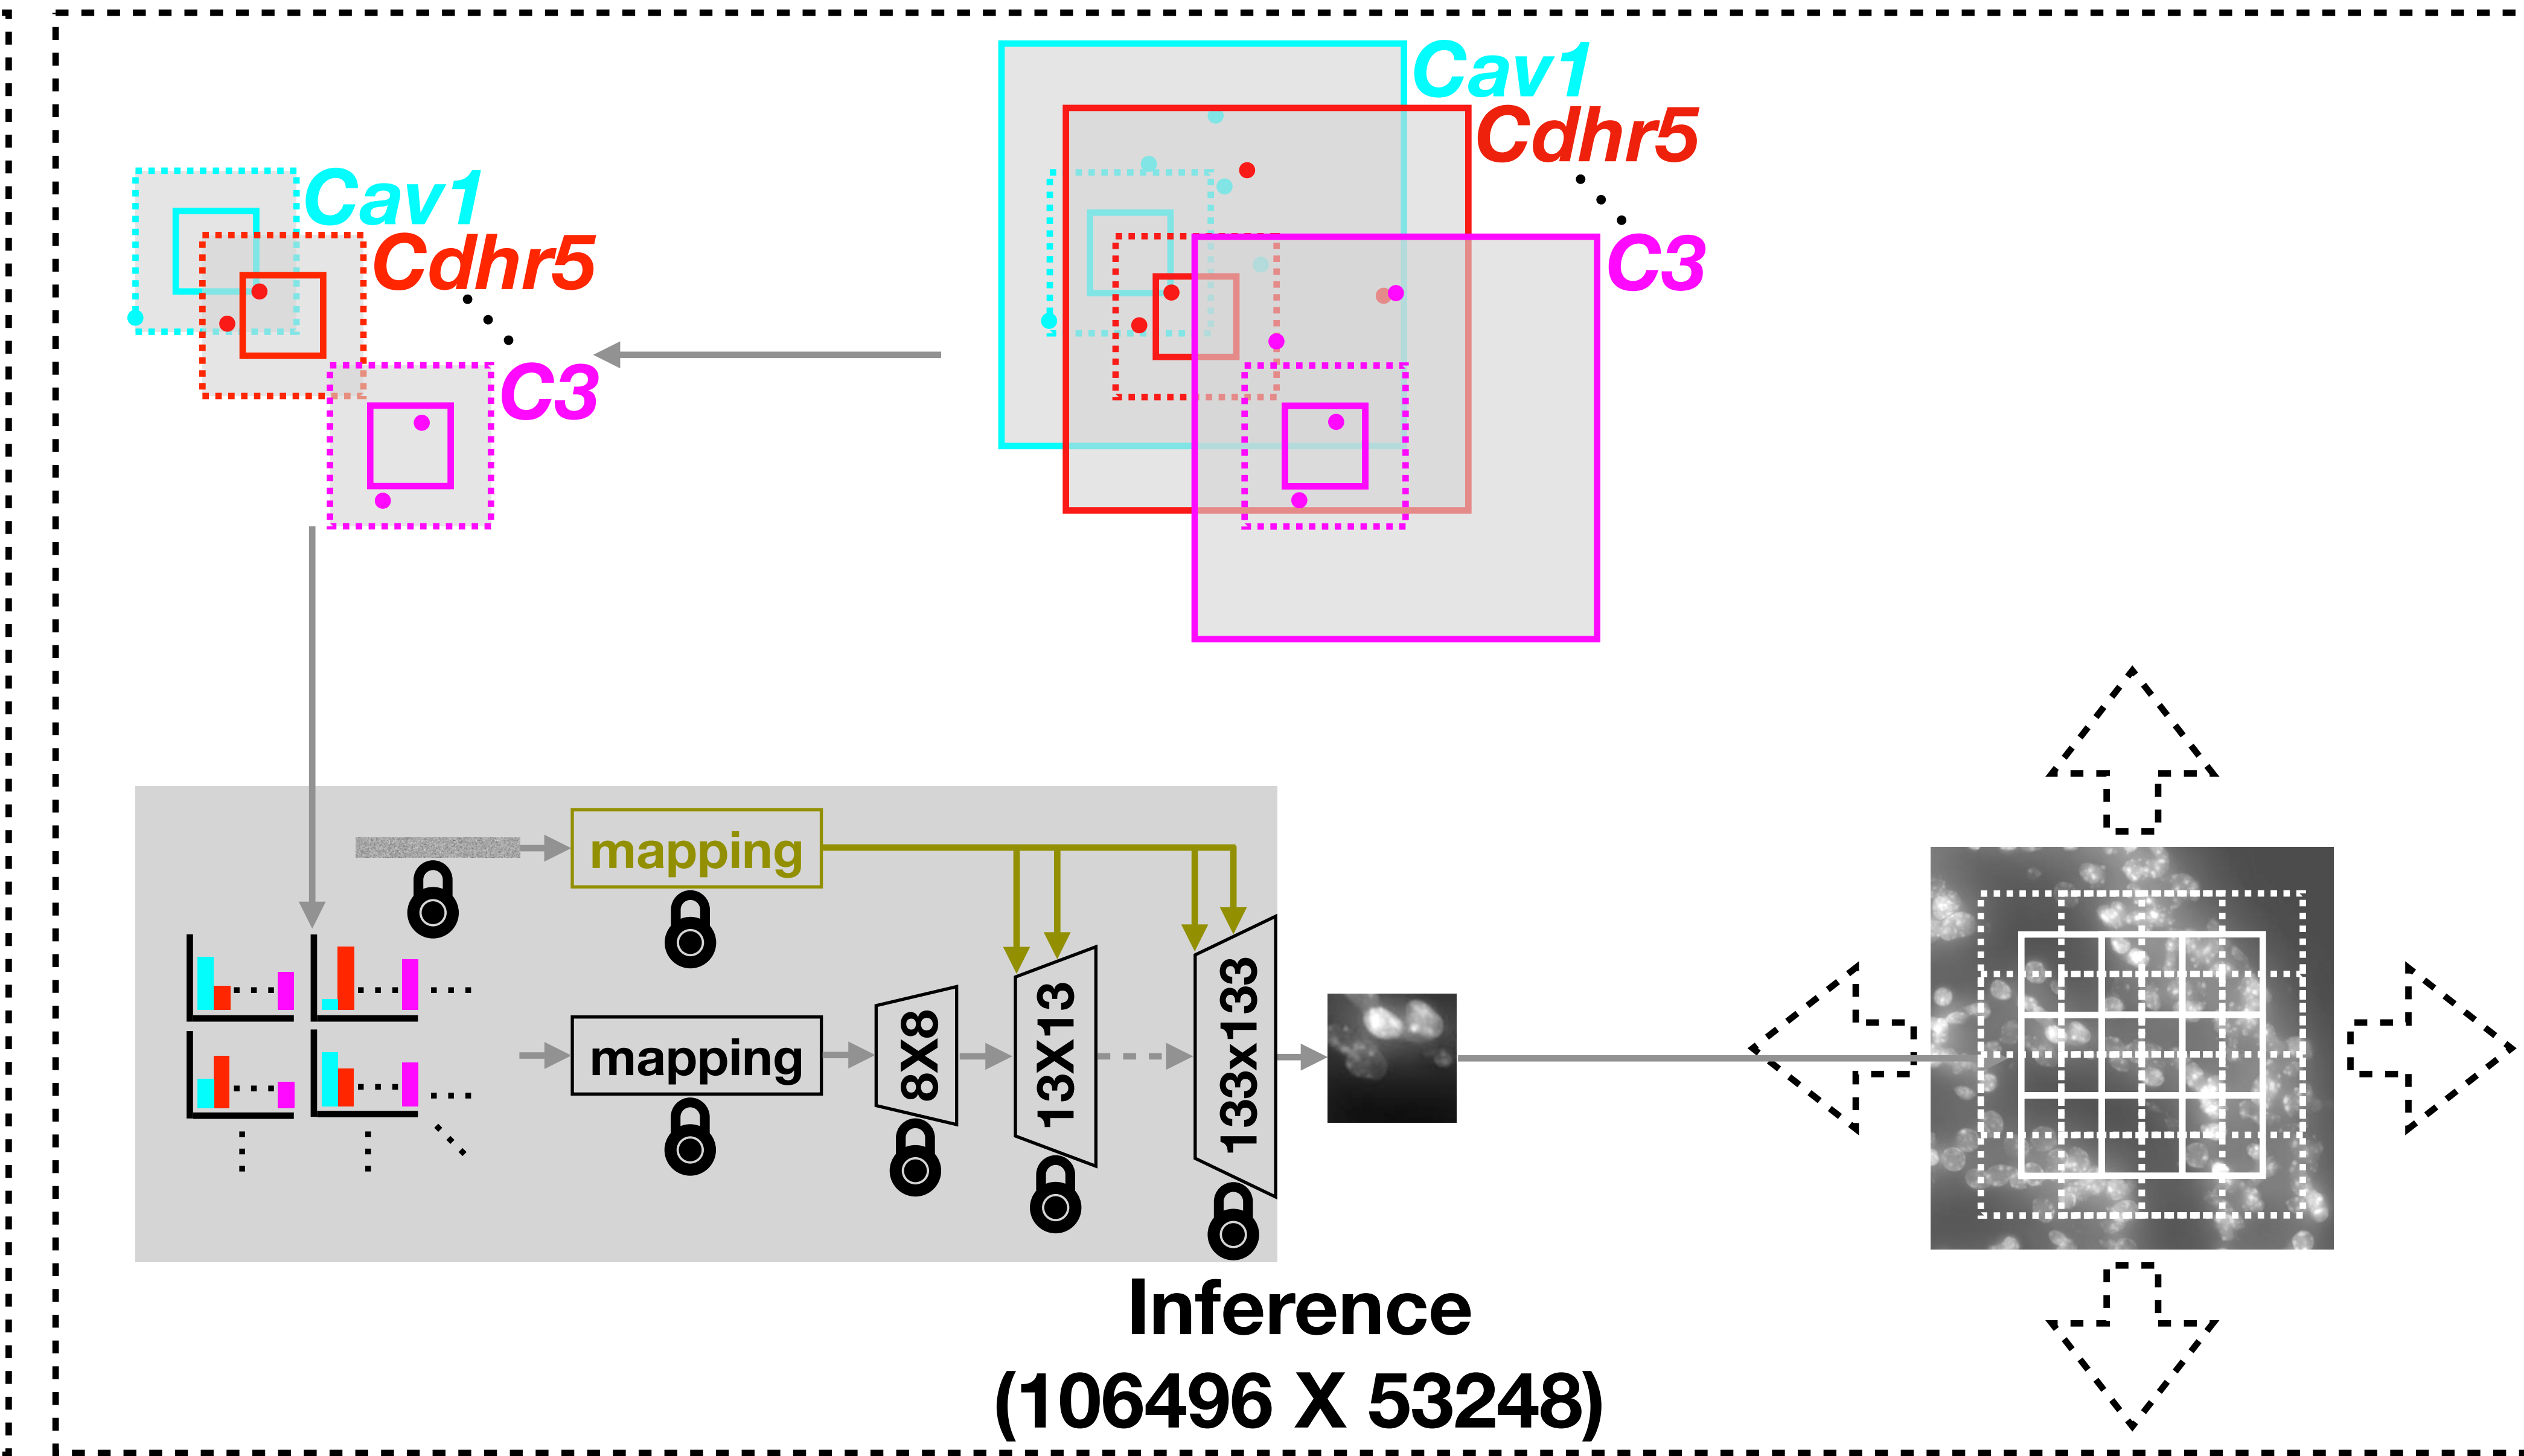 Cav1
Cdhr5
C3
Cav1
Cdhr5
C3
mapping
mapping
8X8
13X13
133x133
Inference
(106496 X 53248)